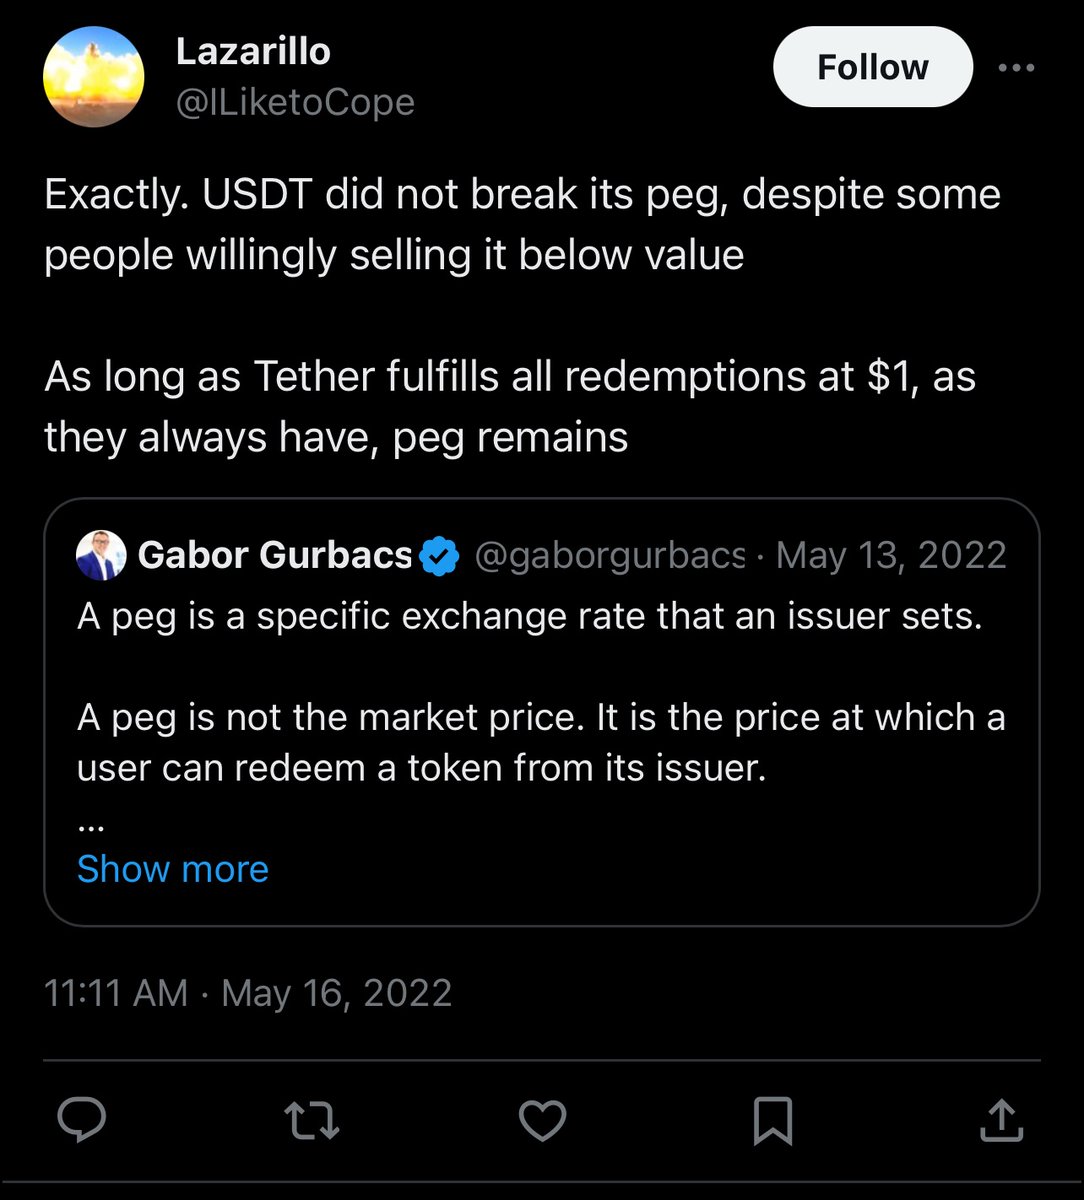 Lazarillo
@ILiketoCope
Follow
Exactly. USDT did not break its peg, despite some
people willingly selling it below value
As long as Tether fulfills all redemptions at $1, as
they always have, peg remains
Gabor Gurbacs @gaborgurbacs · May 13, 2022
A peg is a specific exchange rate that an issuer sets.
A peg is not the market price. It is the price at which a
user can redeem a token from its issuer.
...
Show more
11:11 AM · May 16, 2022